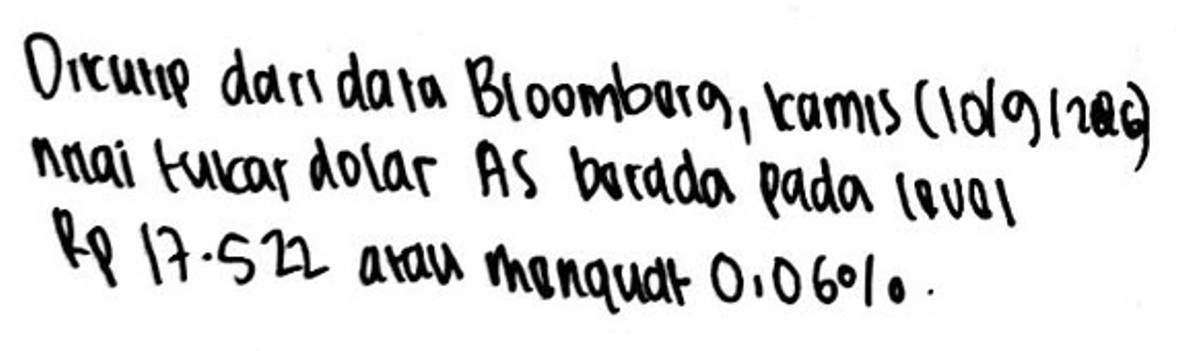 Dikutip dari data Bloomberg, kamis (10/9/2026)
nilai tukar dolar AS berada pada level
Rp 17.522 atau menguat 0,06%.